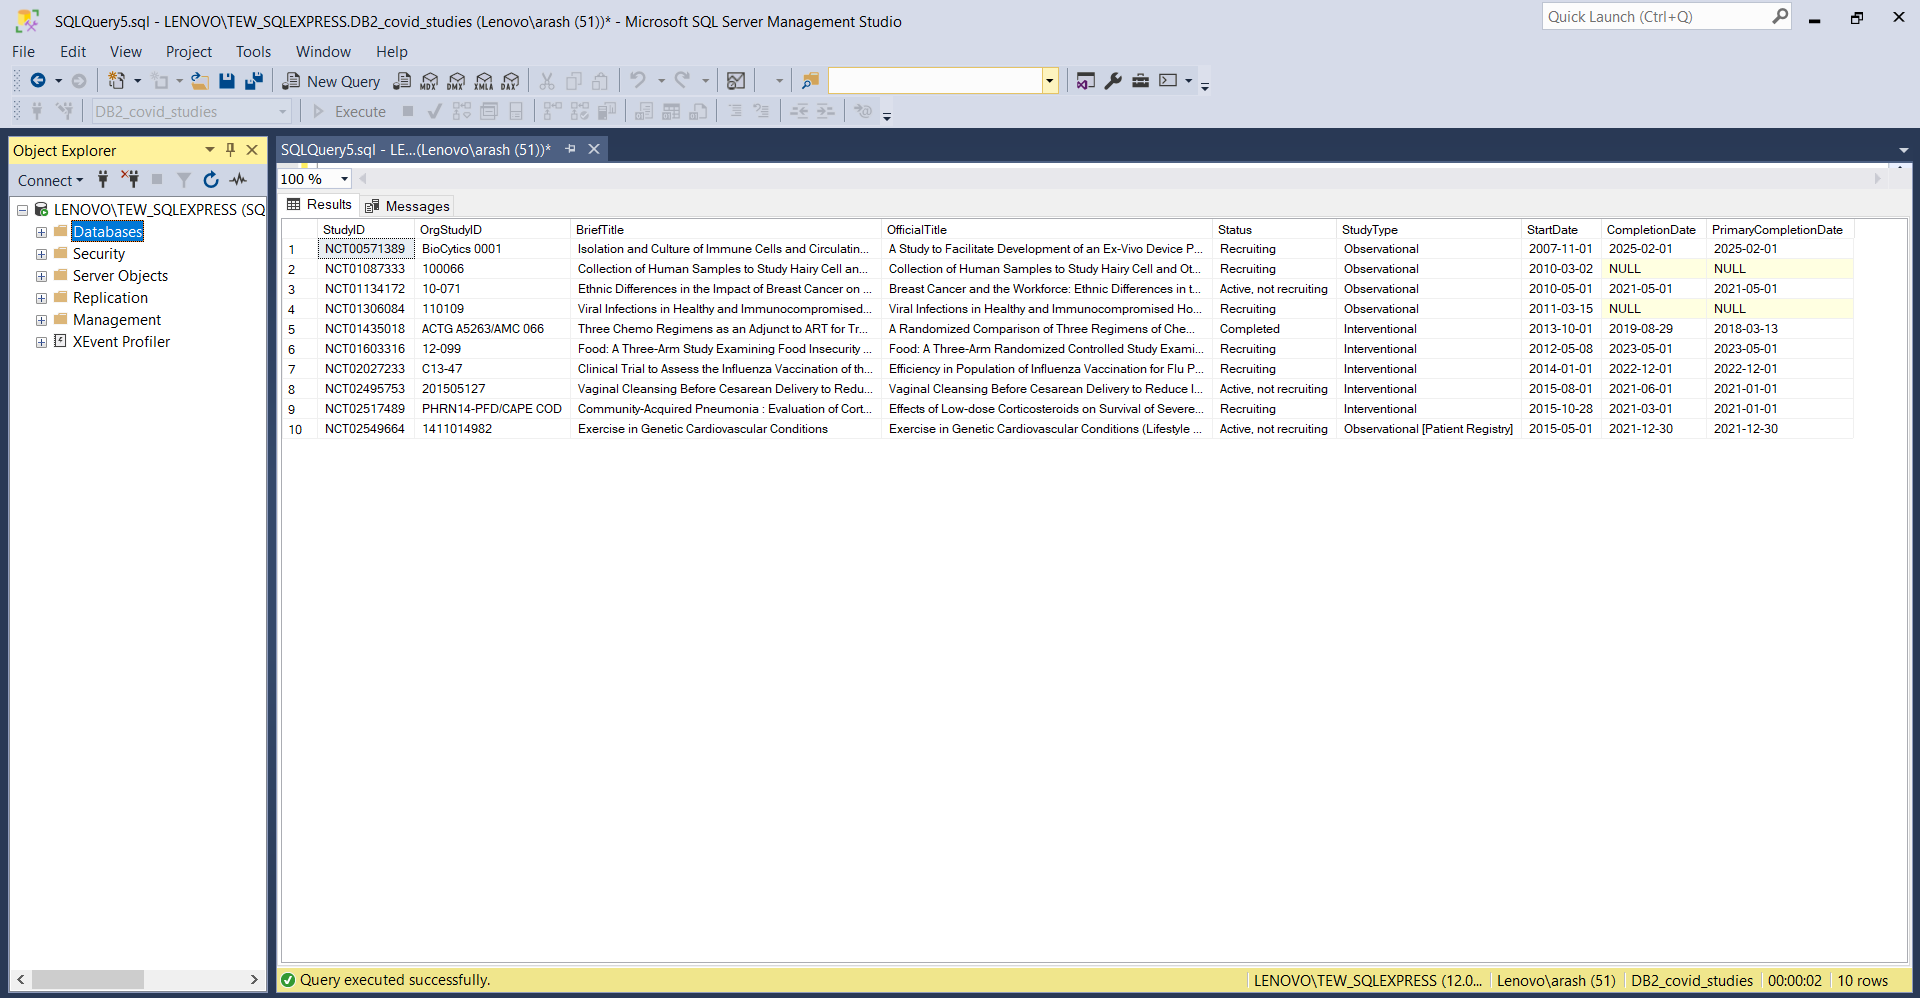 SQLQuery5.sql - LENOVO\TEW_SQLEXPRESS.DB2_covid_studies (Lenovo\arash (51))* - Microsoft SQL Server Management Studio
Quick Launch (Ctrl+Q)
File Edit View Project Tools Window Help
New Query MDX DMX XMLA DAX
DB2_covid_studies Execute
Object Explorer
SQLQuery5.sql - LE...(Lenovo\arash (51))*
Connect
100 %
Results Messages
LENOVO\TEW_SQLEXPRESS (SQ
Databases
Security
Server Objects
Replication
Management
XEvent Profiler
StudyID OrgStudyID BriefTitle OfficialTitle Status StudyType StartDate CompletionDate PrimaryCompletionDate
1 NCT00571389 BioCytics 0001 Isolation and Culture of Immune Cells and Circulatin... A Study to Facilitate Development of an Ex-Vivo Device P... Recruiting Observational 2007-11-01 2025-02-01 2025-02-01
2 NCT01087333 100066 Collection of Human Samples to Study Hairy Cell an... Collection of Human Samples to Study Hairy Cell and Ot... Recruiting Observational 2010-03-02 NULL NULL
3 NCT01134172 10-071 Ethnic Differences in the Impact of Breast Cancer on ... Breast Cancer and the Workforce: Ethnic Differences in t... Active, not recruiting Observational 2010-05-01 2021-05-01 2021-05-01
4 NCT01306084 110109 Viral Infections in Healthy and Immunocompromised... Viral Infections in Healthy and Immunocompromised Ho... Recruiting Observational 2011-03-15 NULL NULL
5 NCT01435018 ACTG A5263/AMC 066 Three Chemo Regimens as an Adjunct to ART for Tr... A Randomized Comparison of Three Regimens of Che... Completed Interventional 2013-10-01 2019-08-29 2018-03-13
6 NCT01603316 12-099 Food: A Three-Arm Study Examining Food Insecurity ... Food: A Three-Arm Randomized Controlled Study Exami... Recruiting Interventional 2012-05-08 2023-05-01 2023-05-01
7 NCT02027233 C13-47 Clinical Trial to Assess the Influenza Vaccination of th... Efficiency in Population of Influenza Vaccination for Flu P... Recruiting Interventional 2014-01-01 2022-12-01 2022-12-01
8 NCT02495753 201505127 Vaginal Cleansing Before Cesarean Delivery to Redu... Vaginal Cleansing Before Cesarean Delivery to Reduce I... Active, not recruiting Interventional 2015-08-01 2021-06-01 2021-01-01
9 NCT02517489 PHRN14-PFD/CAPE COD Community-Acquired Pneumonia : Evaluation of Cort... Effects of Low-dose Corticosteroids on Survival of Severe... Recruiting Interventional 2015-10-28 2021-03-01 2021-01-01
10 NCT02549664 1411014982 Exercise in Genetic Cardiovascular Conditions Exercise in Genetic Cardiovascular Conditions (Lifestyle ... Active, not recruiting Observational [Patient Registry] 2015-05-01 2021-12-30 2021-12-30
Query executed successfully. LENOVO\TEW_SQLEXPRESS (12.0... Lenovo\arash (51) DB2_covid_studies 00:00:02 10 rows